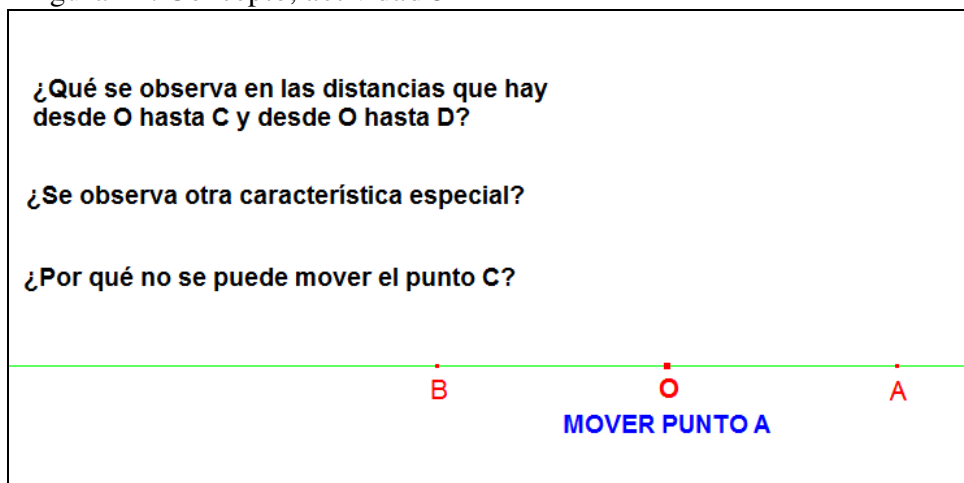 ¿Qué se observa en las distancias que hay
desde O hasta C y desde O hasta D?
¿Se observa otra característica especial?
¿Por qué no se puede mover el punto C?
B O A
MOVER PUNTO A